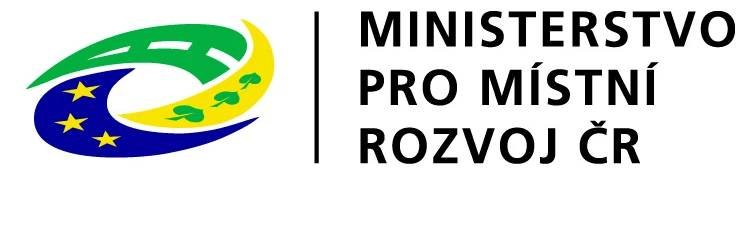 MINISTERSTVO
PRO MÍSTNÍ
ROZVOJ ČR